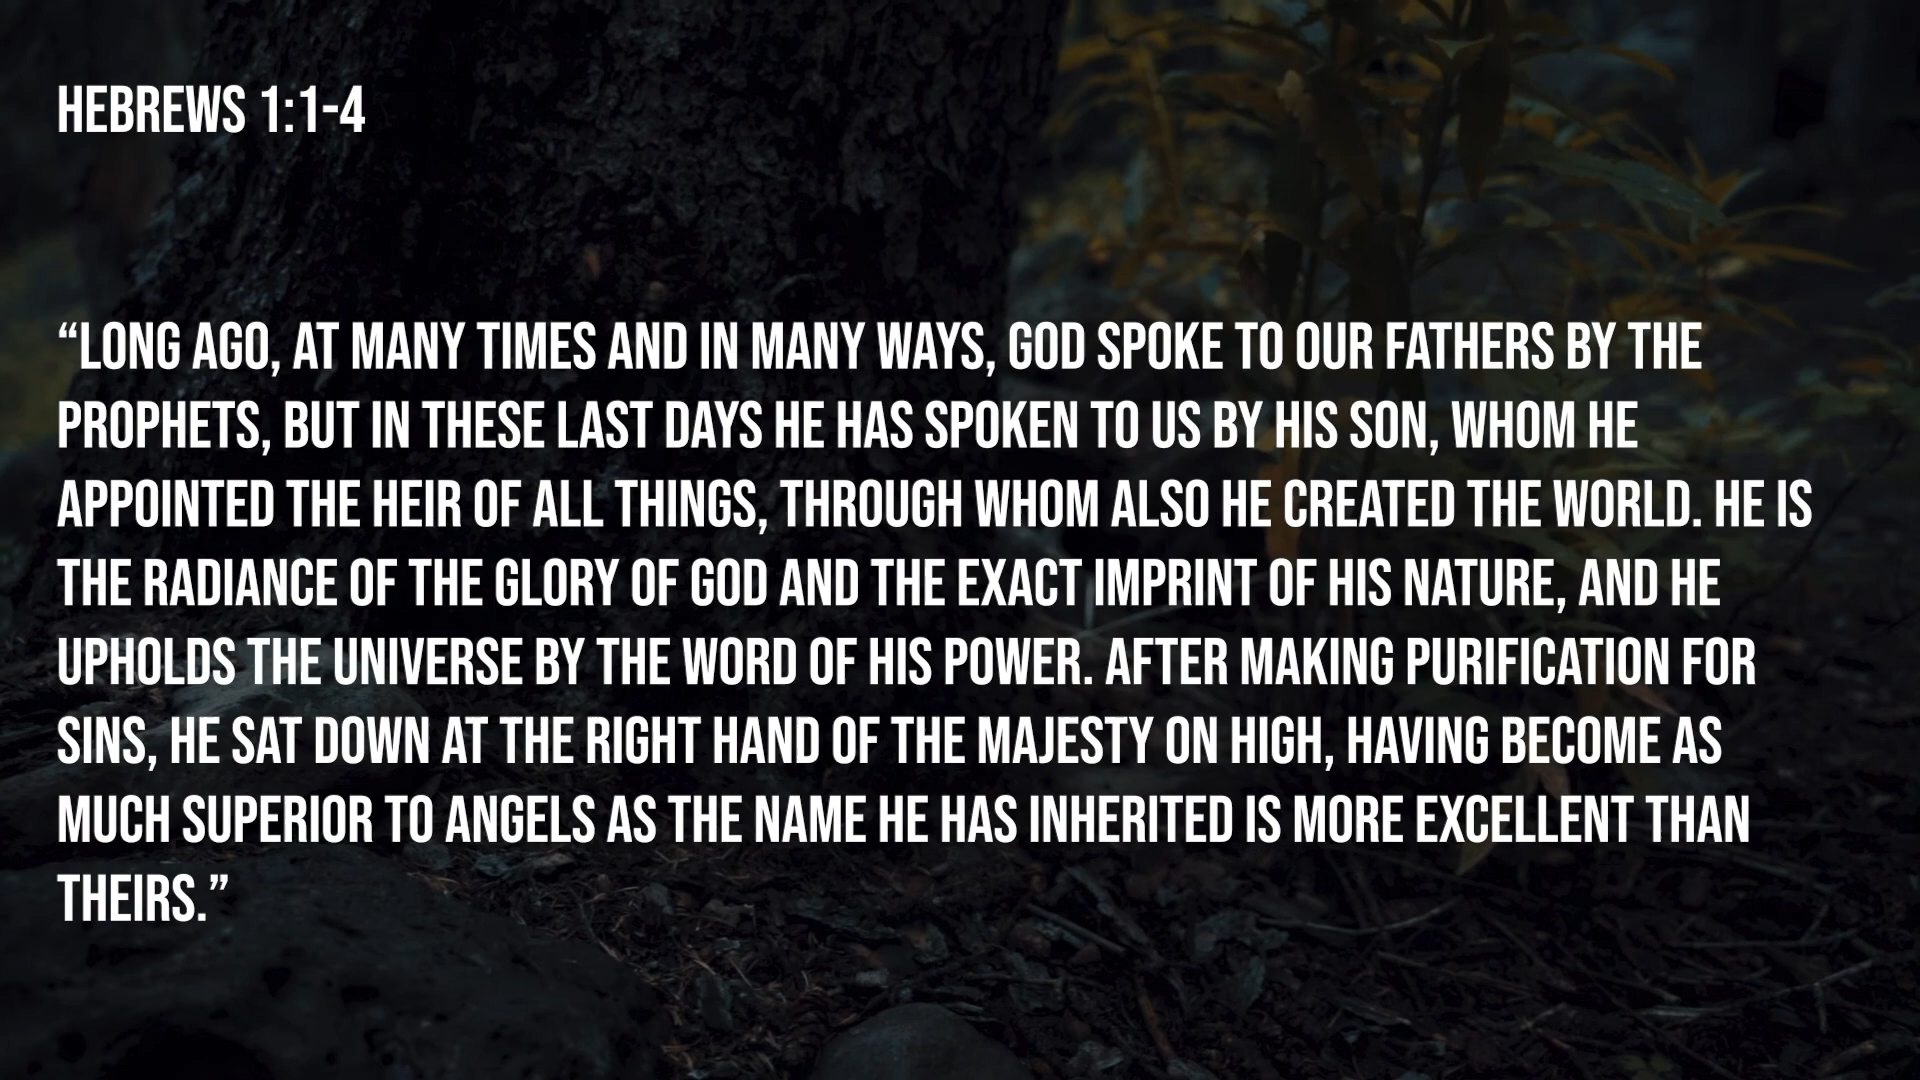 HEBREWS 1:1-4
“LONG AGO, AT MANY TIMES AND IN MANY WAYS, GOD SPOKE TO OUR FATHERS BY THE
PROPHETS, BUT IN THESE LAST DAYS HE HAS SPOKEN TO US BY HIS SON, WHOM HE
APPOINTED THE HEIR OF ALL THINGS, THROUGH WHOM ALSO HE CREATED THE WORLD. HE IS
THE RADIANCE OF THE GLORY OF GOD AND THE EXACT IMPRINT OF HIS NATURE, AND HE
UPHOLDS THE UNIVERSE BY THE WORD OF HIS POWER. AFTER MAKING PURIFICATION FOR
SINS, HE SAT DOWN AT THE RIGHT HAND OF THE MAJESTY ON HIGH, HAVING BECOME AS
MUCH SUPERIOR TO ANGELS AS THE NAME HE HAS INHERITED IS MORE EXCELLENT THAN
THEIRS.”